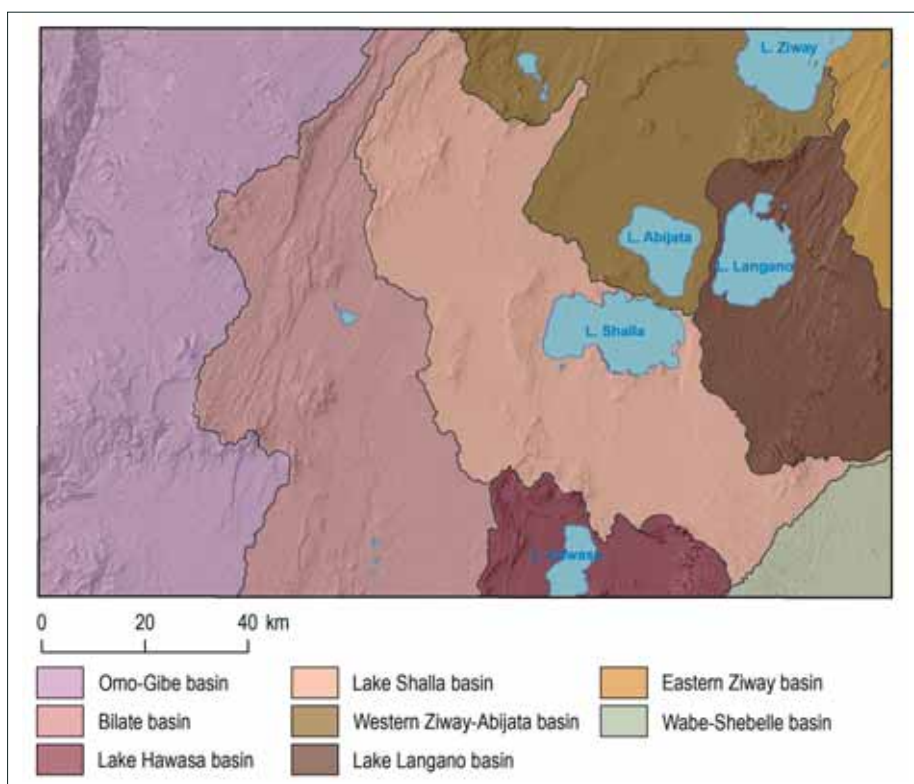 L. Ziway
L. Abijata
L. Langano
L. Shalla
0 20 40 km
Omo-Gibe basin
Lake Shalla basin
Eastern Ziway basin
Bilate basin
Western Ziway-Abijata basin
Wabe-Shebelle basin
Lake Hawasa basin
Lake Langano basin